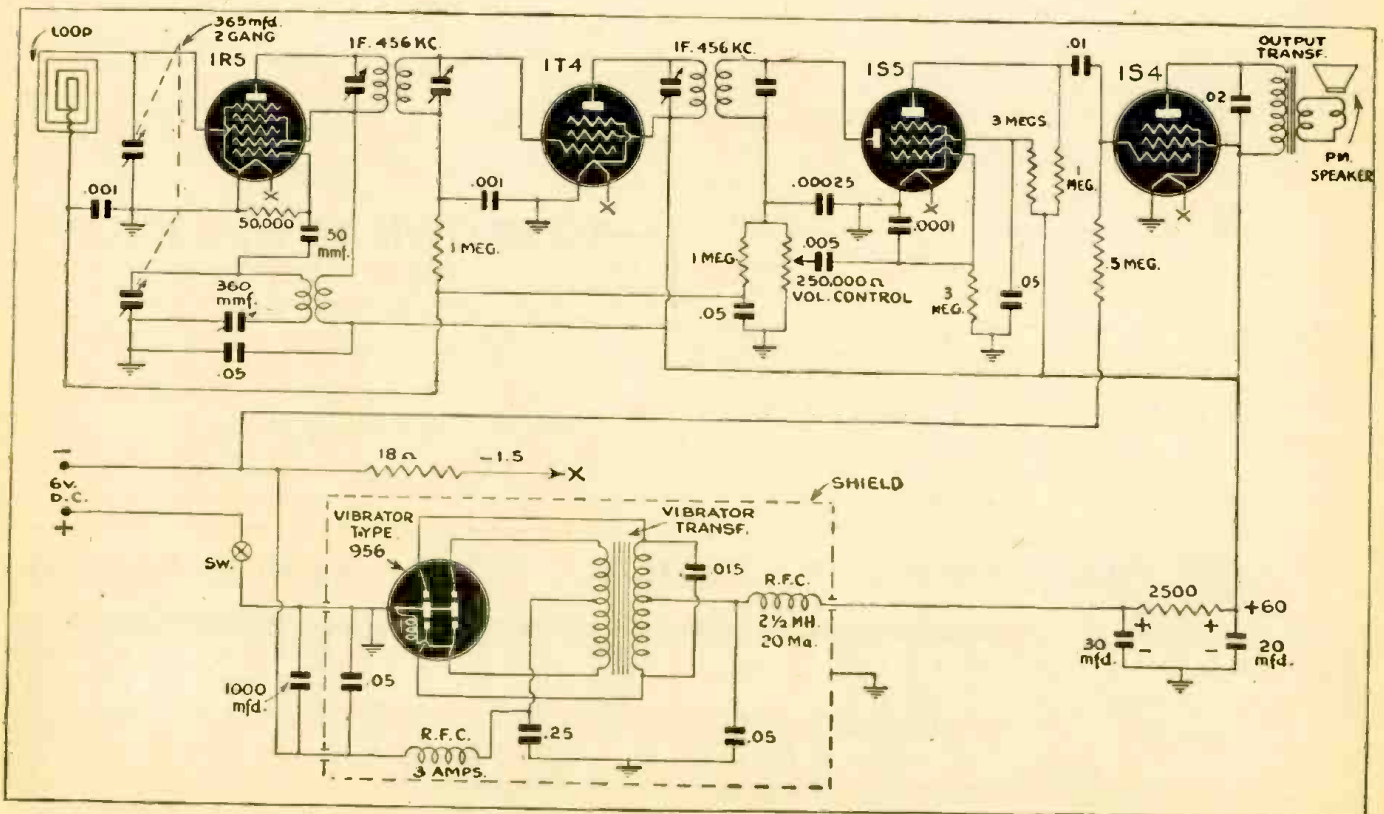 LOOP
365mfd.
2 GANG
1R5
I.F. 456 KC.
1T4
I.F. 456 KC.
1S5
.01
1S4
OUTPUT
TRANSF.
.02
P.M.
SPEAKER
3 MEGS
1
MEG.
.001
50,000
50
mmf.
.001
1 MEG.
.00025
.0001
.5 MEG.
360
mmf.
1 MEG.
.005
250,000 Ω
VOL. CONTROL
3
MEG.
.05
.05
.05
X
X
X
X
−
6v.
D.C.
+
18 Ω
−1.5
X
SHIELD
SW.
VIBRATOR
TYPE
956
VIBRATOR
TRANSF.
.015
R.F.C.
2 ½ MH.
20 Ma.
2500
+60
+
+
−
−
30
mfd.
20
mfd.
1000
mfd.
.05
R.F.C.
3 AMPS.
.25
.05